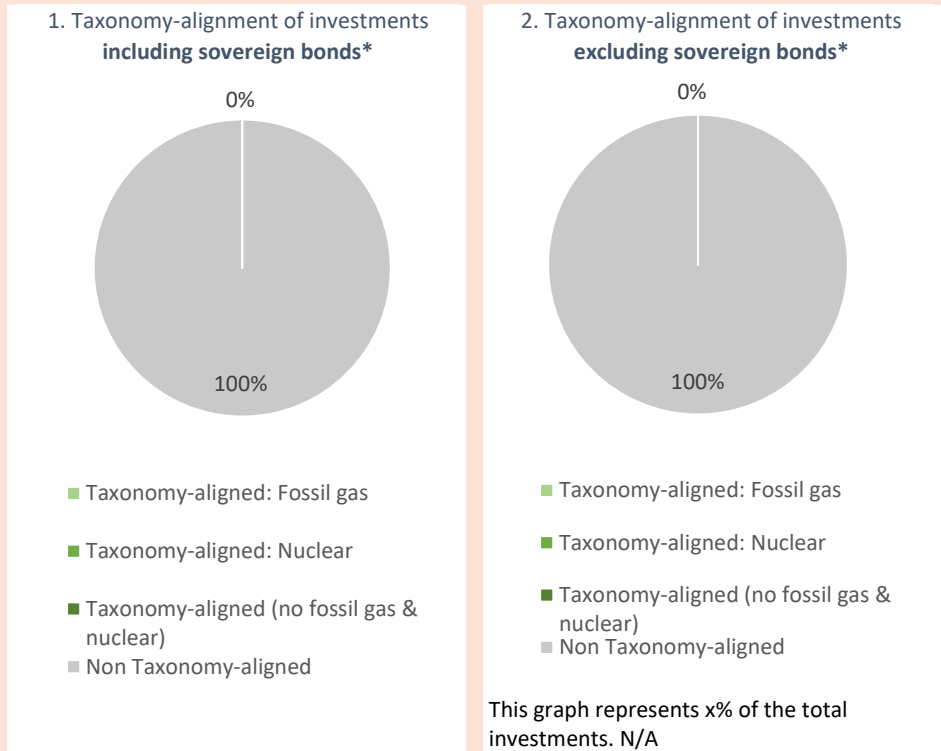 1. Taxonomy-alignment of investments
including sovereign bonds*
0%
100%
Taxonomy-aligned: Fossil gas
Taxonomy-aligned: Nuclear
Taxonomy-aligned (no fossil gas &
nuclear)
Non Taxonomy-aligned
2. Taxonomy-alignment of investments
excluding sovereign bonds*
0%
100%
Taxonomy-aligned: Fossil gas
Taxonomy-aligned: Nuclear
Taxonomy-aligned (no fossil gas &
nuclear)
Non Taxonomy-aligned
This graph represents x% of the total
investments. N/A